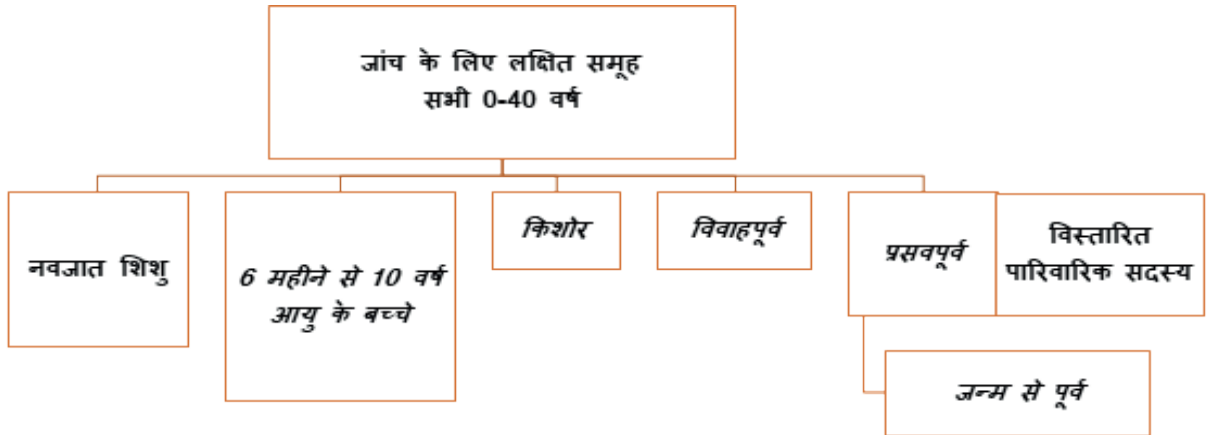 जांच के लिए लक्षित समूह
सभी 0-40 वर्ष
नवजात शिशु
6 महीने से 10 वर्ष
आयु के बच्चे
किशोर
विवाहपूर्व
प्रसवपूर्व
विस्तारित
पारिवारिक सदस्य
जन्म से पूर्व